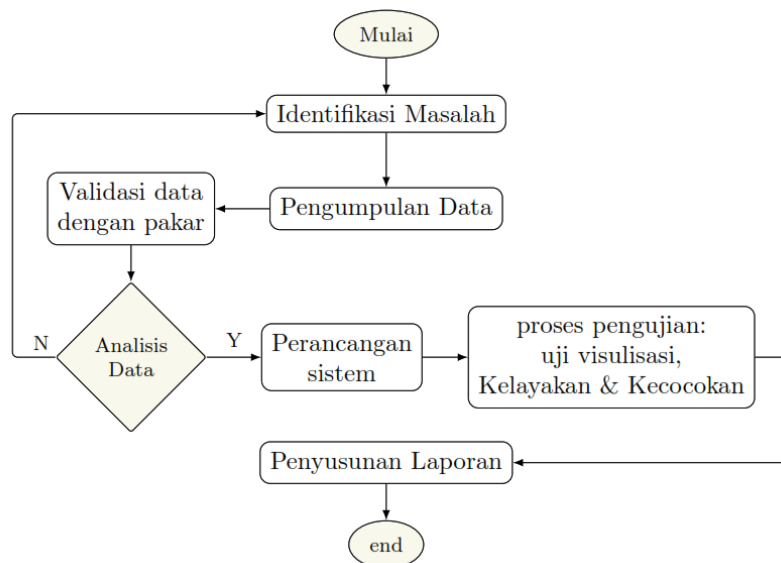 Mulai
Identifikasi Masalah
Pengumpulan Data
Validasi data
dengan pakar
Analisis
Data
N
Y
Perancangan
sistem
proses pengujian:
uji visulisasi,
Kelayakan & Kecocokan
Penyusunan Laporan
end